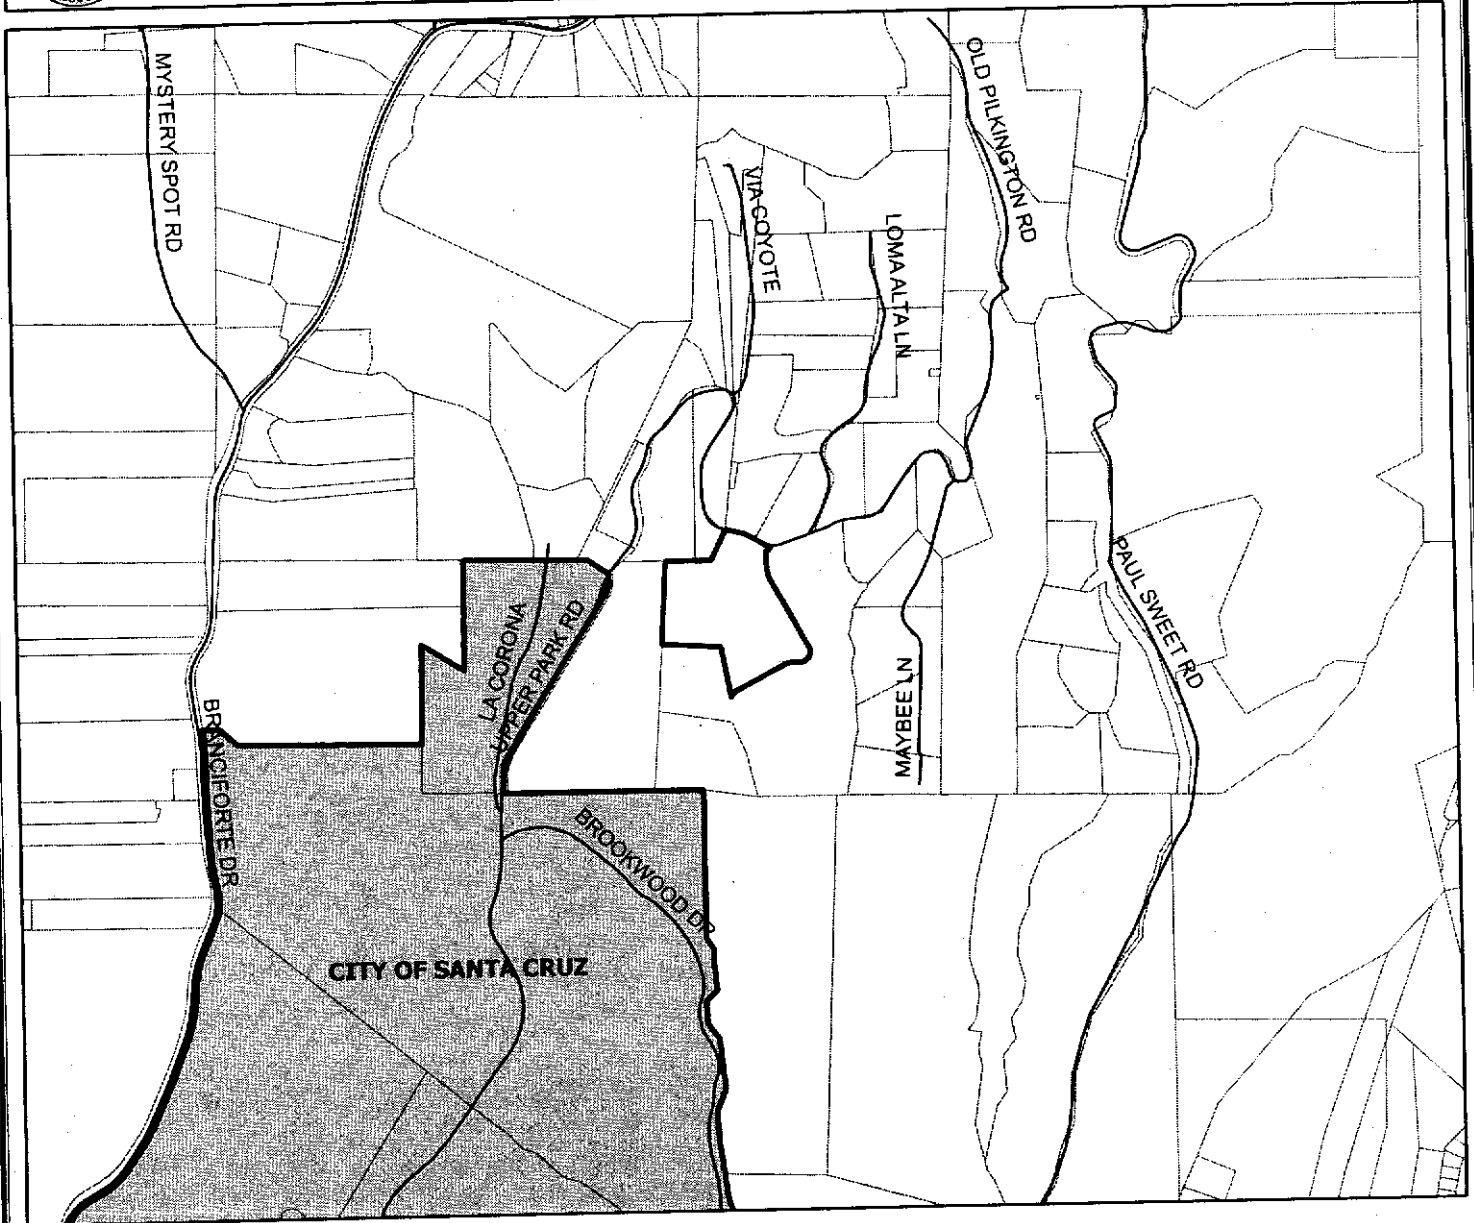 MYSTERY SPOT RD
OLD PILKINGTON RD
VIA COYOTE
LOMA ALTA LN
PAUL SWEET RD
LA CORONA
UPPER PARK RD
MAYBEE LN
BRANCIFORTE DR
BROOKWOOD DR
CITY OF SANTA CRUZ